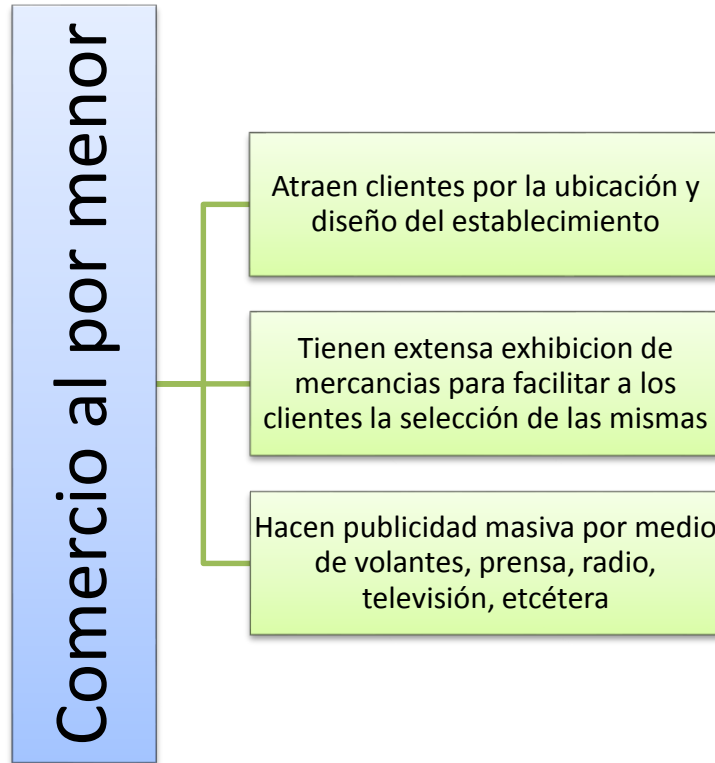 Comercio al por menor
Atraen clientes por la ubicación y
diseño del establecimiento
Tienen extensa exhibicion de
mercancias para facilitar a los
clientes la selección de las mismas
Hacen publicidad masiva por medio
de volantes, prensa, radio,
televisión, etcétera